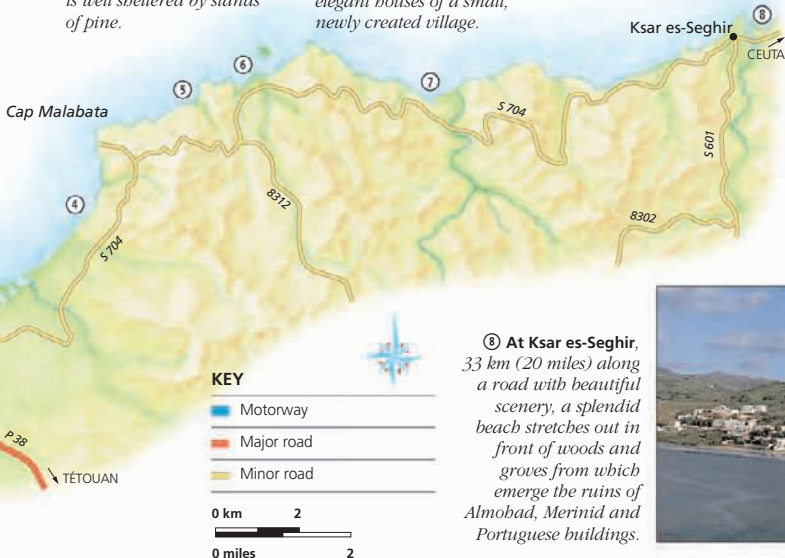 is well sheltered by stands
of pine.
elegant houses of a small,
newly created village.
8
Ksar es-Seghir
CEUTA
6
5
7
Cap Malabata
S 704
S 601
4
8312
8302
S 704
P 38
TÉTOUAN
KEY
Motorway
Major road
Minor road
0 km 2
0 miles 2
8 At Ksar es-Seghir,
33 km (20 miles) along
a road with beautiful
scenery, a splendid
beach stretches out in
front of woods and
groves from which
emerge the ruins of
Almohad, Merinid and
Portuguese buildings.